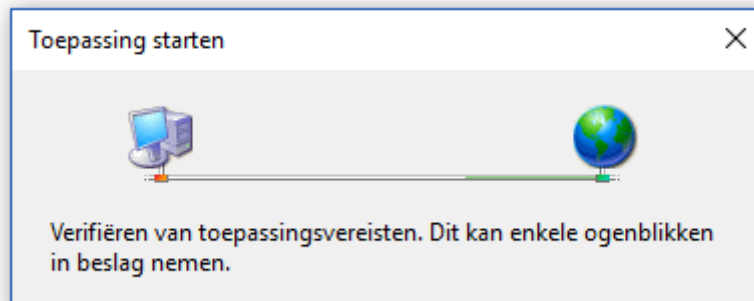 Toepassing starten
Verifiëren van toepassingsvereisten. Dit kan enkele ogenblikken
in beslag nemen.